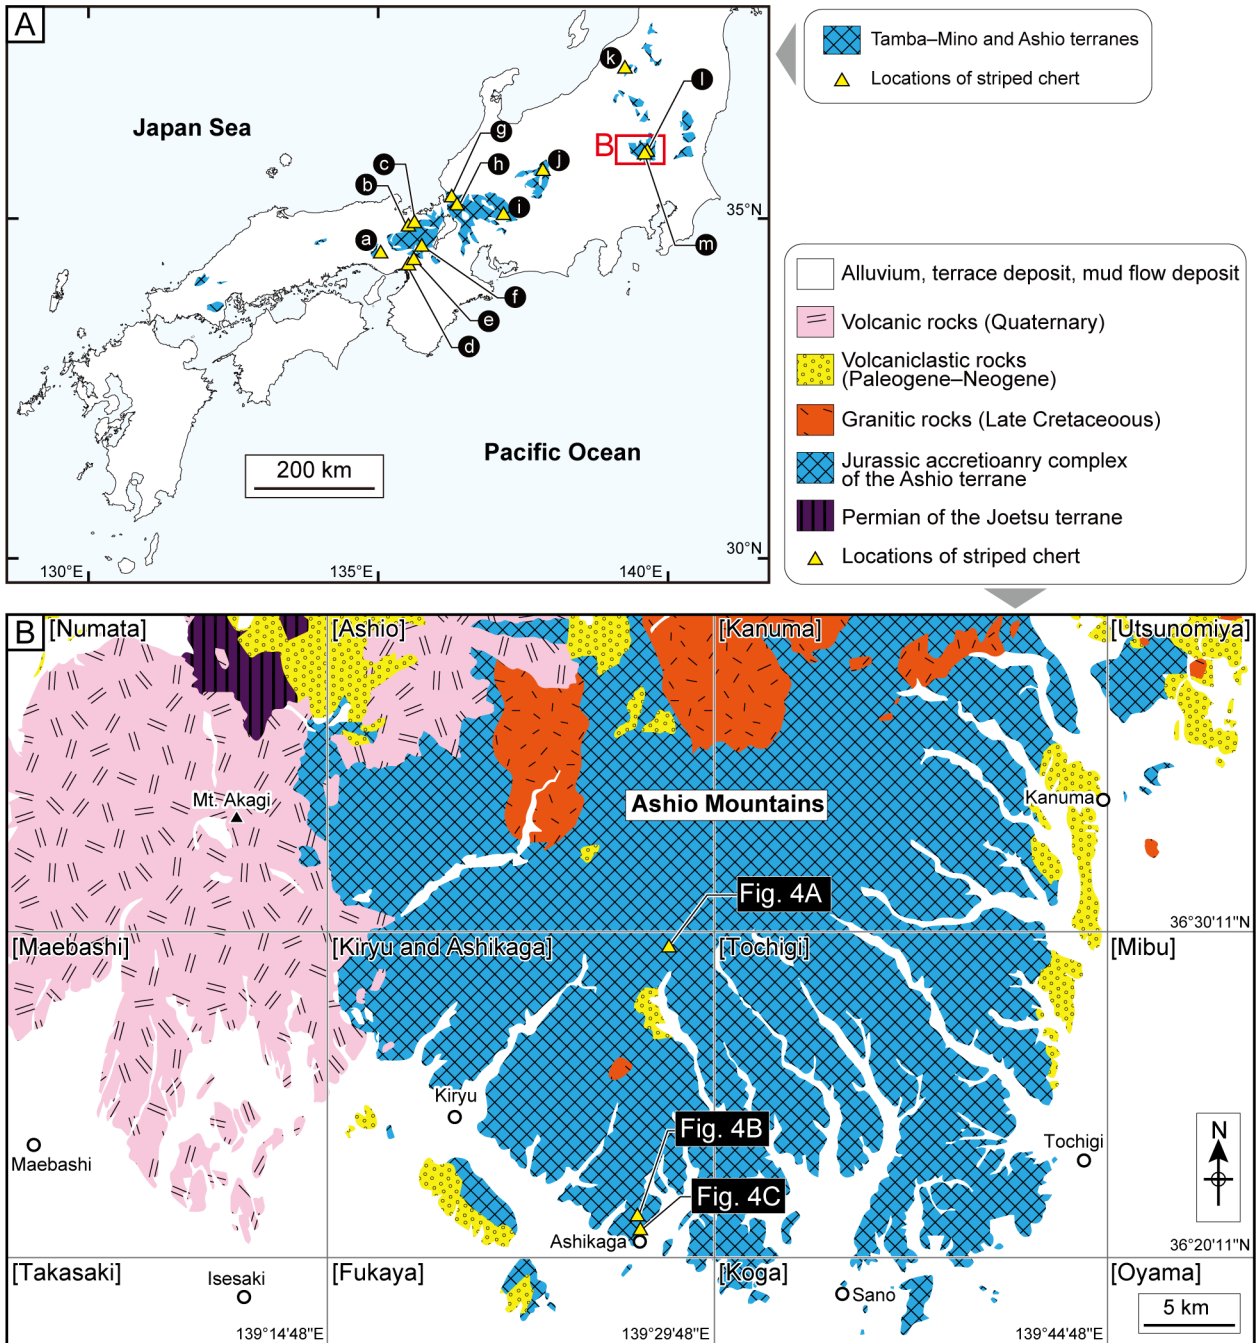 A
Japan Sea
Pacific Ocean
200 km
a
b
c
d
e
f
g
h
i
j
k
l
m
B
35°N
30°N
130°E
135°E
140°E
Tamba–Mino and Ashio terranes
Locations of striped chert
Alluvium, terrace deposit, mud flow deposit
Volcanic rocks (Quaternary)
Volcaniclastic rocks
(Paleogene–Neogene)
Granitic rocks (Late Cretaceoous)
Jurassic accretioanry complex
of the Ashio terrane
Permian of the Joetsu terrane
Locations of striped chert
B
[Numata]
[Ashio]
[Kanuma]
[Utsunomiya]
Mt. Akagi
Ashio Mountains
Kanuma
Fig. 4A
36°30'11"N
[Maebashi]
[Kiryu and Ashikaga]
[Tochigi]
[Mibu]
Kiryu
Maebashi
Fig. 4B
Tochigi
N
Fig. 4C
Ashikaga
36°20'11"N
[Takasaki]
[Fukaya]
[Koga]
[Oyama]
Isesaki
Sano
5 km
139°14'48"E
139°29'48"E
139°44'48"E